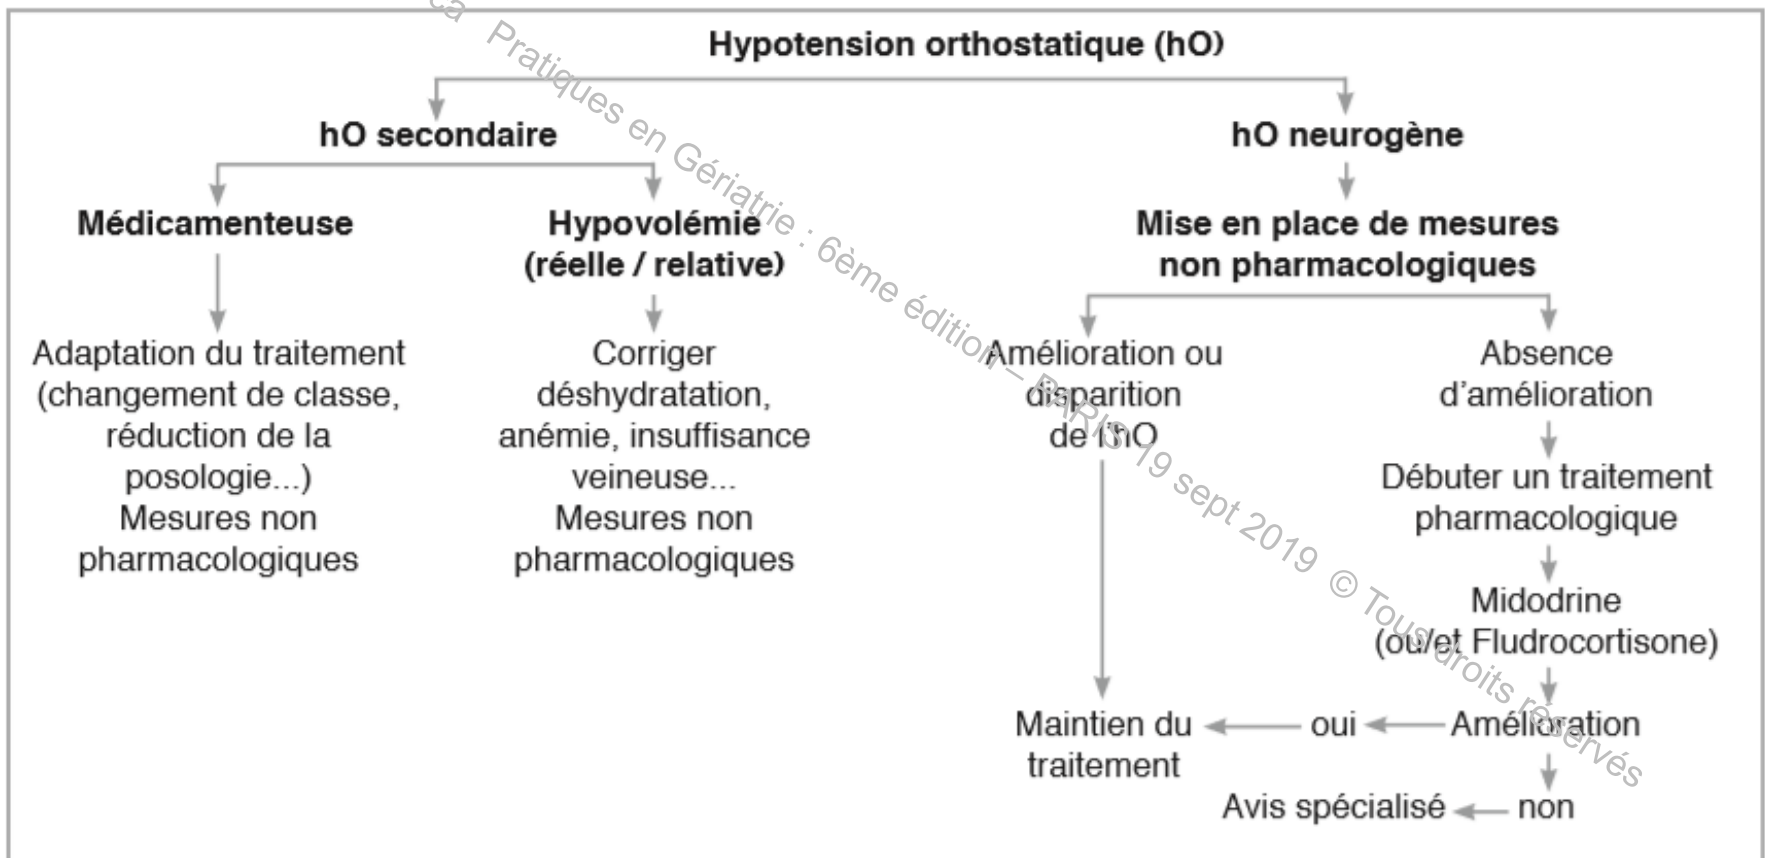 Hypotension orthostatique (hO)
hO secondaire
hO neurogène
Médicamenteuse
Hypovolémie
(réelle / relative)
Mise en place de mesures
non pharmacologiques
Adaptation du traitement
(changement de classe,
réduction de la
posologie...)
Mesures non
pharmacologiques
Corriger
déshydratation,
anémie, insuffisance
veineuse...
Mesures non
pharmacologiques
Amélioration ou
disparition
de l'hO
Absence
d'amélioration
Débuter un traitement
pharmacologique
Midodrine
(ou/et Fludrocortisone)
Amélioration
oui
Maintien du
traitement
non
Avis spécialisé
Pratiques en Gériatrie : 6ème édition – PARIS 19 sept 2019 © Tous droits réservés